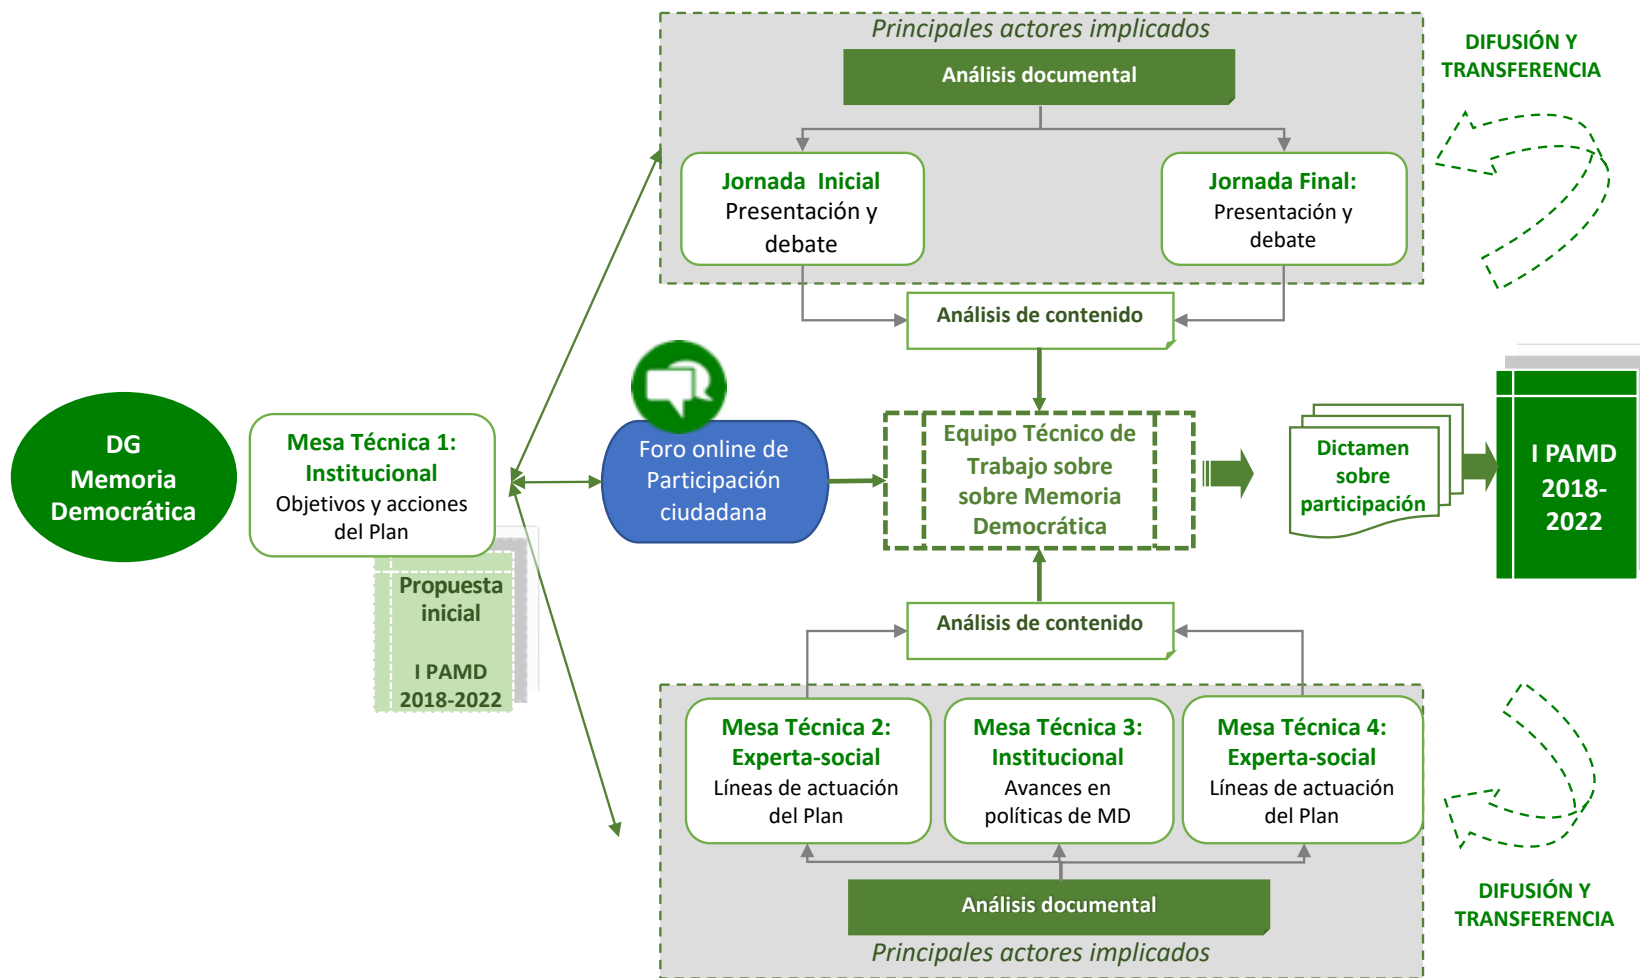 Principales actores implicados
Análisis documental
DIFUSIÓN Y
TRANSFERENCIA
Jornada Inicial
Presentación y
debate
Jornada Final:
Presentación y
debate
Análisis de contenido
DG
Memoria
Democrática
Mesa Técnica 1:
Institucional
Objetivos y acciones
del Plan
Propuesta
inicial
I PAMD
2018-2022
Foro online de
Participación
ciudadana
Equipo Técnico de
Trabajo sobre
sobre Memoria
Democrática
Dictamen
sobre
participación
I PAMD
2018-
2022
Análisis de contenido
Mesa Técnica 2:
Experta-social
Líneas de actuación
del Plan
Mesa Técnica 3:
Institucional
Avances en
políticas de MD
Mesa Técnica 4:
Experta-social
Líneas de actuación
del Plan
Análisis documental
Principales actores implicados
DIFUSIÓN Y
TRANSFERENCIA